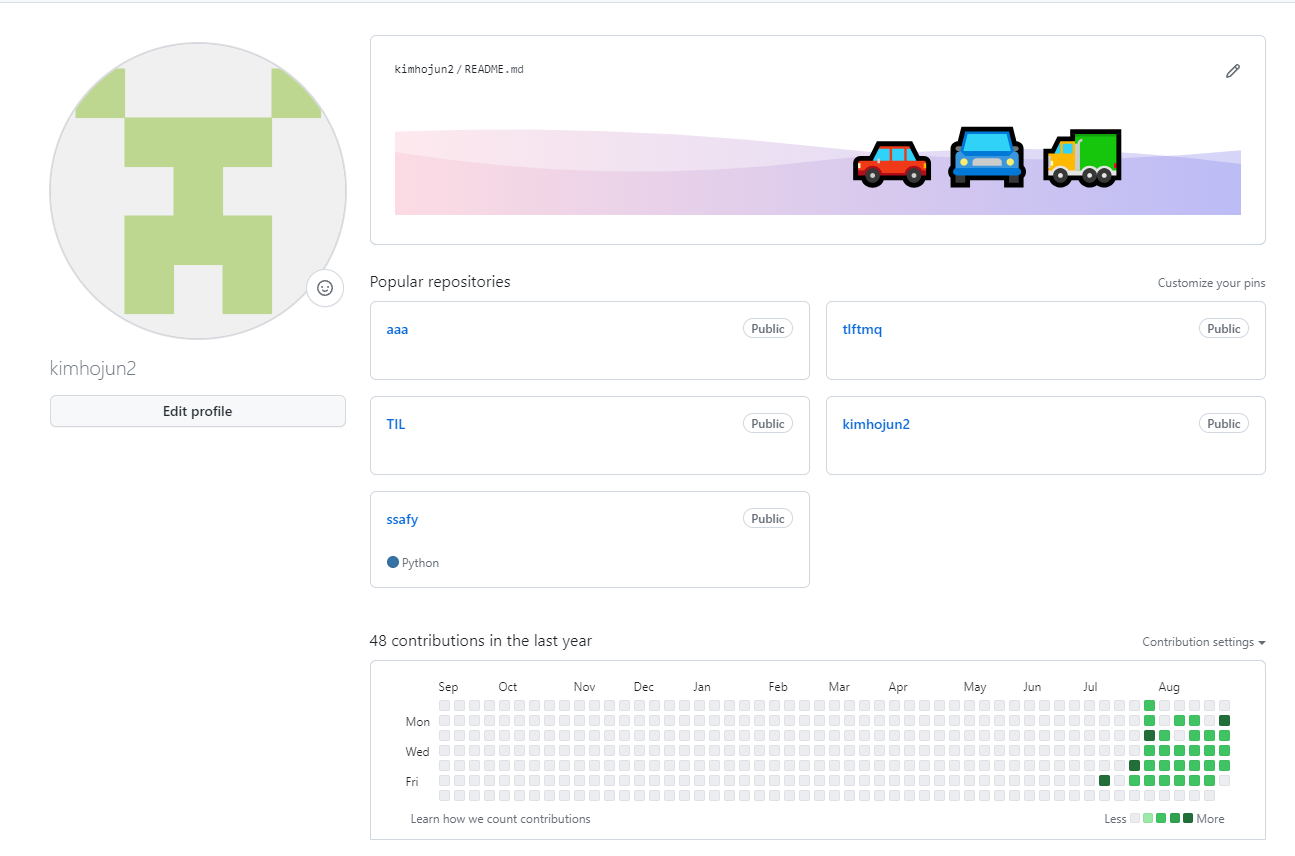 kimhojun2 / README.md
Popular repositories
Customize your pins
aaa
Public
tlftmq
Public
TIL
Public
kimhojun2
Public
ssafy
Public
Python
kimhojun2
Edit profile
48 contributions in the last year
Contribution settings
Sep Oct Nov Dec Jan Feb Mar Apr May Jun Jul Aug
Mon
Wed
Fri
Learn how we count contributions
Less More